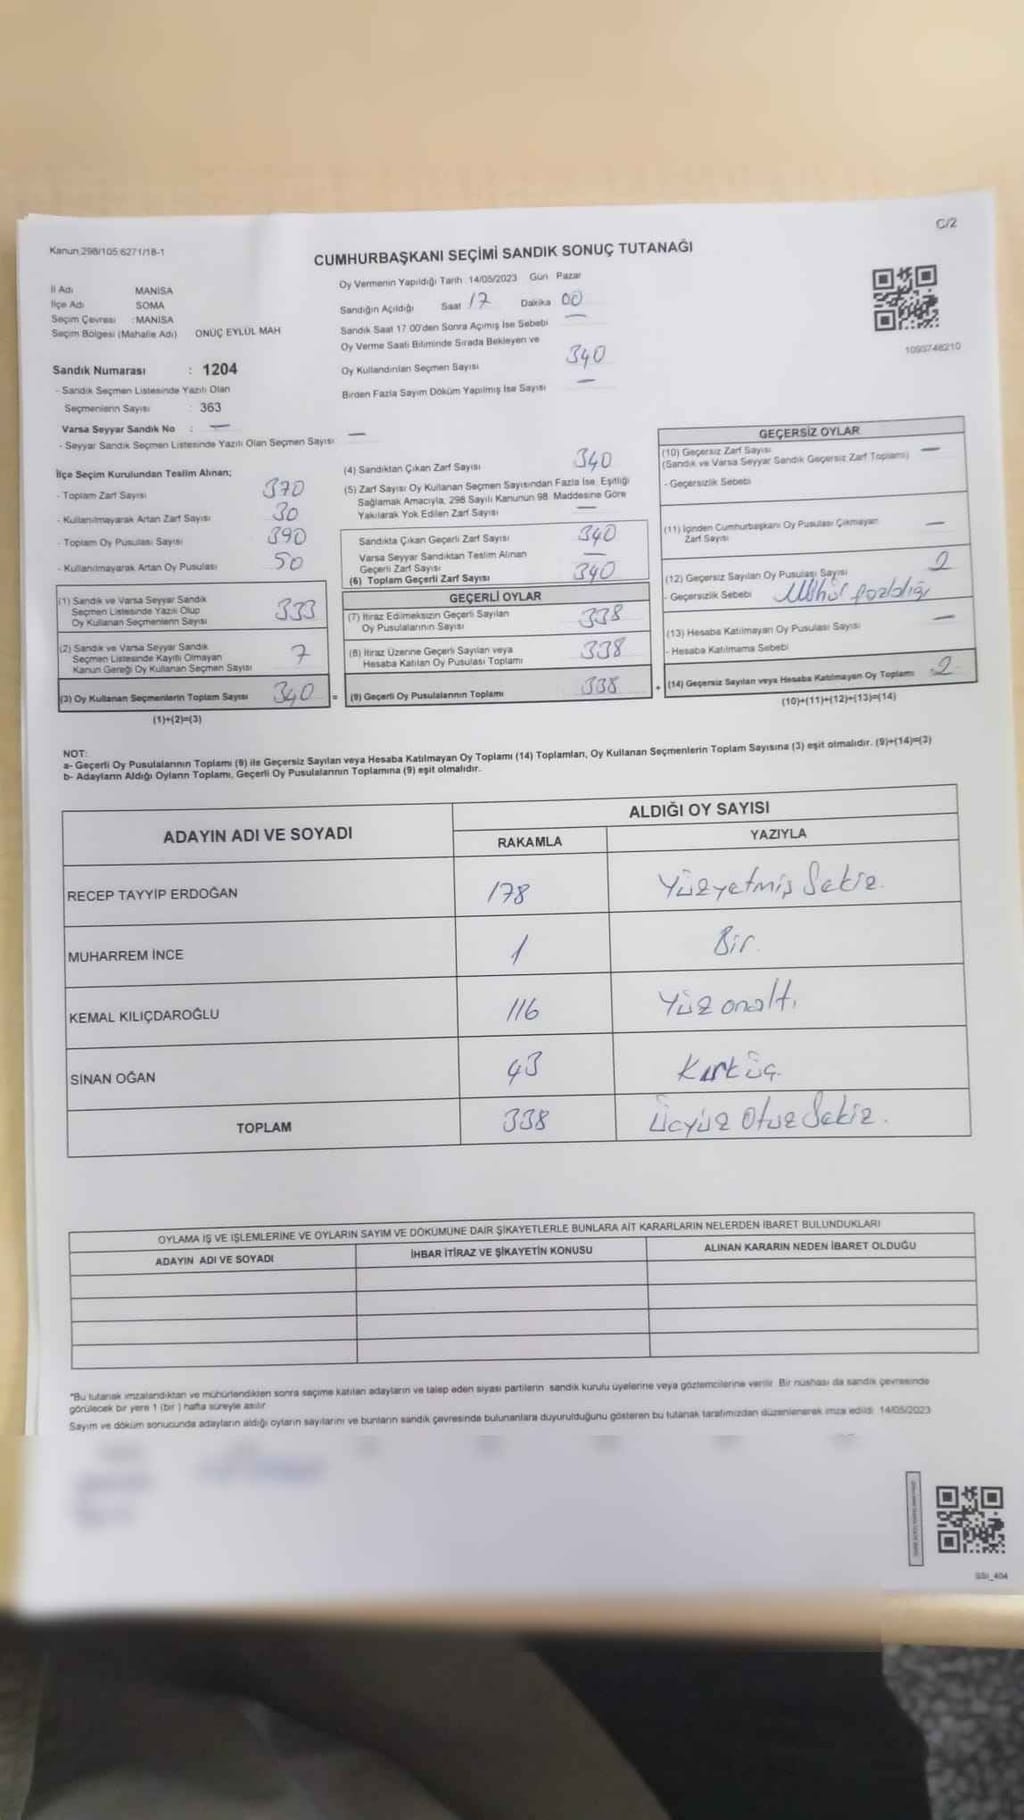 C/2
Kanun 298/105 6271/18-1
CUMHURBAŞKANI SEÇİMİ SANDIK SONUÇ TUTANAĞI
İl Adı MANİSA
İlçe Adı SOMA
Seçim Çevresi : MANİSA
Seçim Bölgesi (Mahalle Adı) ONÜÇ EYLÜL MAH
Sandık Numarası : 1204
- Sandık Seçmen Listesinde Yazılı Olan
Seçmenlerin Sayısı : 363
Varsa Seyyar Sandık No : —
- Seyyar Sandık Seçmen Listesinde Yazılı Olan Seçmen Sayısı —
Oy Vermenin Yapıldığı Tarih 14/05/2023 Gün Pazar
Sandığın Açıldığı Saat 17 Dakika 00
Sandık Saat 17 00'den Sonra Açımış İse Sebebi —
Oy Verme Saati Bitiminde Sırada Bekleyen ve
Oy Kullandırılan Seçmen Sayısı 340
Birden Fazla Sayım Döküm Yapılmış İse Sayısı —
1093748210
İlçe Seçim Kurulundan Teslim Alınan;
- Toplam Zarf Sayısı 370
- Kullanılmayarak Artan Zarf Sayısı 30
- Toplam Oy Pusulası Sayısı 390
- Kullanılmayarak Artan Oy Pusulası 50
(1) Sandık ve Varsa Seyyar Sandık
Seçmen Listesinde Yazılı Olup
Oy Kullanan Seçmenlerin Sayısı 333
(2) Sandık ve Varsa Seyyar Sandık
Seçmen Listesinde Kayıtlı Olmayan
Kanun Gereği Oy Kullanan Seçmen Sayısı 7
(3) Oy Kullanan Seçmenlerin Toplam Sayısı 340 =
(1)+(2)=(3)
(4) Sandıktan Çıkan Zarf Sayısı 340
(5) Zarf Sayısı Oy Kullanan Seçmen Sayısından Fazla İse, Eşitliği
Sağlamak Amacıyla, 298 Sayılı Kanunun 98. Maddesine Göre
Yakılarak Yok Edilen Zarf Sayısı —
Sandıkta Çıkan Geçerli Zarf Sayısı 340
Varsa Seyyar Sandıktan Teslim Alınan
Geçerli Zarf Sayısı —
(6) Toplam Geçerli Zarf Sayısı 340
GEÇERLİ OYLAR
(7) İtiraz Edilmeksizin Geçerli Sayılan
Oy Pusulalarının Sayısı 338
(8) İtiraz Üzerine Geçerli Sayılan veya
Hesaba Katılan Oy Pusulası Toplamı 338
(9) Geçerli Oy Pusulalarının Toplamı 338 +
GEÇERSİZ OYLAR
(10) Geçersiz Zarf Sayısı —
(Sandık ve Varsa Seyyar Sandık Geçersiz Zarf Toplamı)
- Geçersizlik Sebebi
(11) İçinden Cumhurbaşkanı Oy Pusulası Çıkmayan
Zarf Sayısı —
(12) Geçersiz Sayılan Oy Pusulası Sayısı 2
- Geçersizlik Sebebi Mühür fazlalığı
(13) Hesaba Katılmayan Oy Pusulası Sayısı —
- Hesaba Katılmama Sebebi
(14) Geçersiz Sayılan veya Hesaba Katılmayan Oy Toplamı 2
(10)+(11)+(12)+(13)=(14)
NOT:
a- Geçerli Oy Pusulalarının Toplamı (9) ile Geçersiz Sayılan veya Hesaba Katılmayan Oy Toplamı (14) Toplamları, Oy Kullanan Seçmenlerin Toplam Sayısına (3) eşit olmalıdır. (9)+(14)=(3)
b- Adayların Aldığı Oyların Toplamı, Geçerli Oy Pusulalarının Toplamına (9) eşit olmalıdır.
ADAYIN ADI VE SOYADI ALDIĞI OY SAYISI
RAKAMLA YAZIYLA
RECEP TAYYİP ERDOĞAN 178 Yüzyetmiş Sekiz.
MUHARREM İNCE 1 Bir.
KEMAL KILIÇDAROĞLU 116 Yüz onaltı
SİNAN OĞAN 43 Kırküç.
TOPLAM 338 Üçyüz Otuz Sekiz.
OYLAMA İŞ VE İŞLEMLERİNE VE OYLARIN SAYIM VE DÖKÜMÜNE DAİR ŞİKAYETLERLE BUNLARA AİT KARARLARIN NELERDEN İBARET BULUNDUKLARI
ADAYIN ADI VE SOYADI İHBAR İTİRAZ VE ŞİKAYETİN KONUSU ALINAN KARARIN NEDEN İBARET OLDUĞU
*Bu tutanak imzalandıktan ve mühürlendikten sonra seçime katılan adayların ve talep eden siyasi partilerin sandık kurulu üyelerine veya gözlemcilerine verilir. Bir nüshası da sandık çevresinde
görülecek bir yere 1 (bir) hafta süreyle asılır
Sayım ve döküm sonucunda adayların aldığı oyların sayılarını ve bunların sandık çevresinde bulunanlara duyurulduğunu gösteren bu tutanak tarafımızdan düzenlenerek imza edildi. 14/05/2023
SSI_404